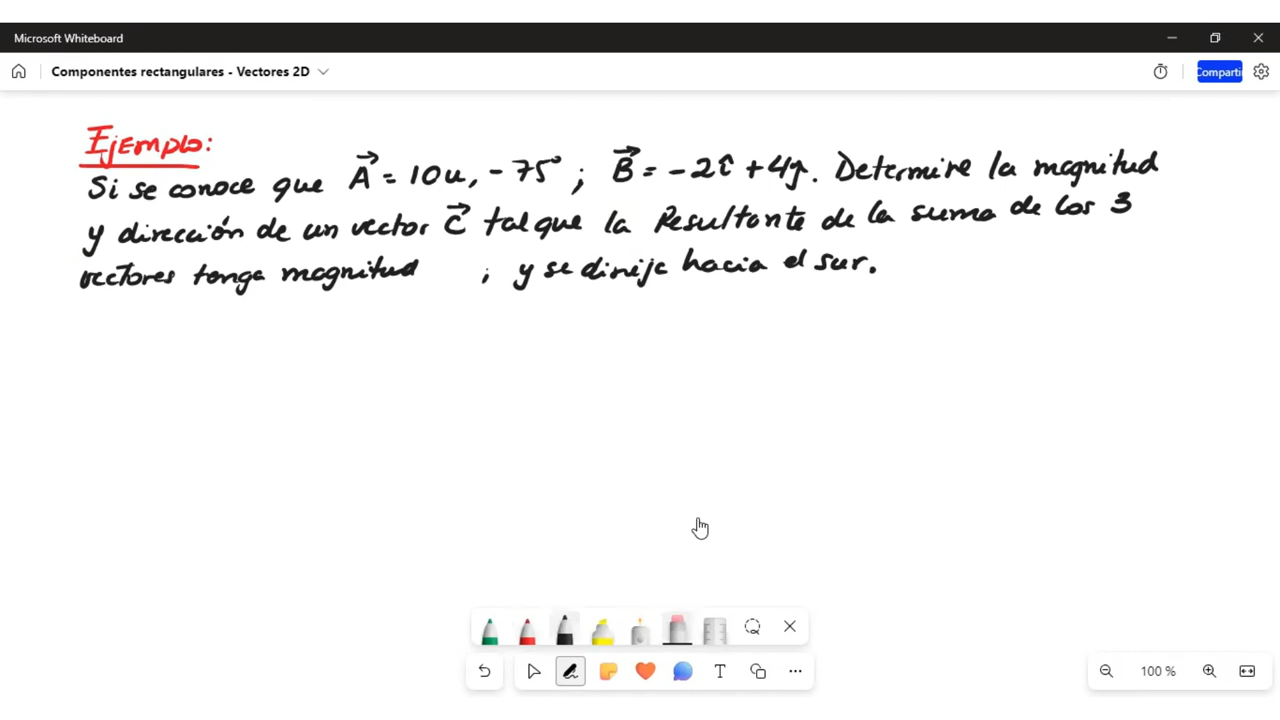 Microsoft Whiteboard
Componentes rectangulares - Vectores 2D
Comparti
Ejemplo:
Si se conoce que A⃗ = 10u, -75°; B⃗ = -2î + 4ĵ. Determine la magnitud
y dirección de un vector C⃗ tal que la Resultante de la suma de los 3
vectores tenga magnitud ; y se dirija hacia el sur.
100 %